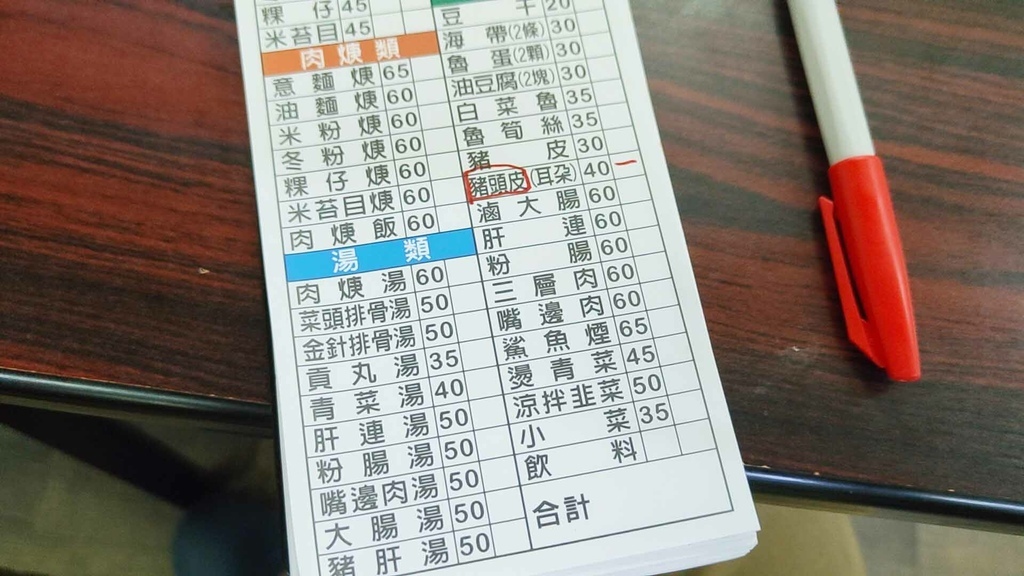 粿仔 45
米苔目 45
肉焿類
意麵焿 65
油麵焿 60
米粉焿 60
冬粉焿 60
粿仔焿 60
米苔目焿 60
肉焿飯 60
湯類
肉焿湯 60
菜頭排骨湯 50
金針排骨湯 50
貢丸湯 35
青菜湯 40
肝連湯 50
粉腸湯 50
嘴邊肉湯 50
大腸湯 50
豬肝湯 50
豆干 20
海帶(2條) 30
魯蛋(2顆) 30
油豆腐(2塊) 30
白菜魯 35
魯筍絲 35
豬皮 30
豬頭皮(耳朶) 40 一
滷大腸 60
肝連 60
粉腸 60
三層肉 60
嘴邊肉 60
鯊魚煙 65
燙青菜 45
涼拌韭菜 50
小菜 35
飲料
合計